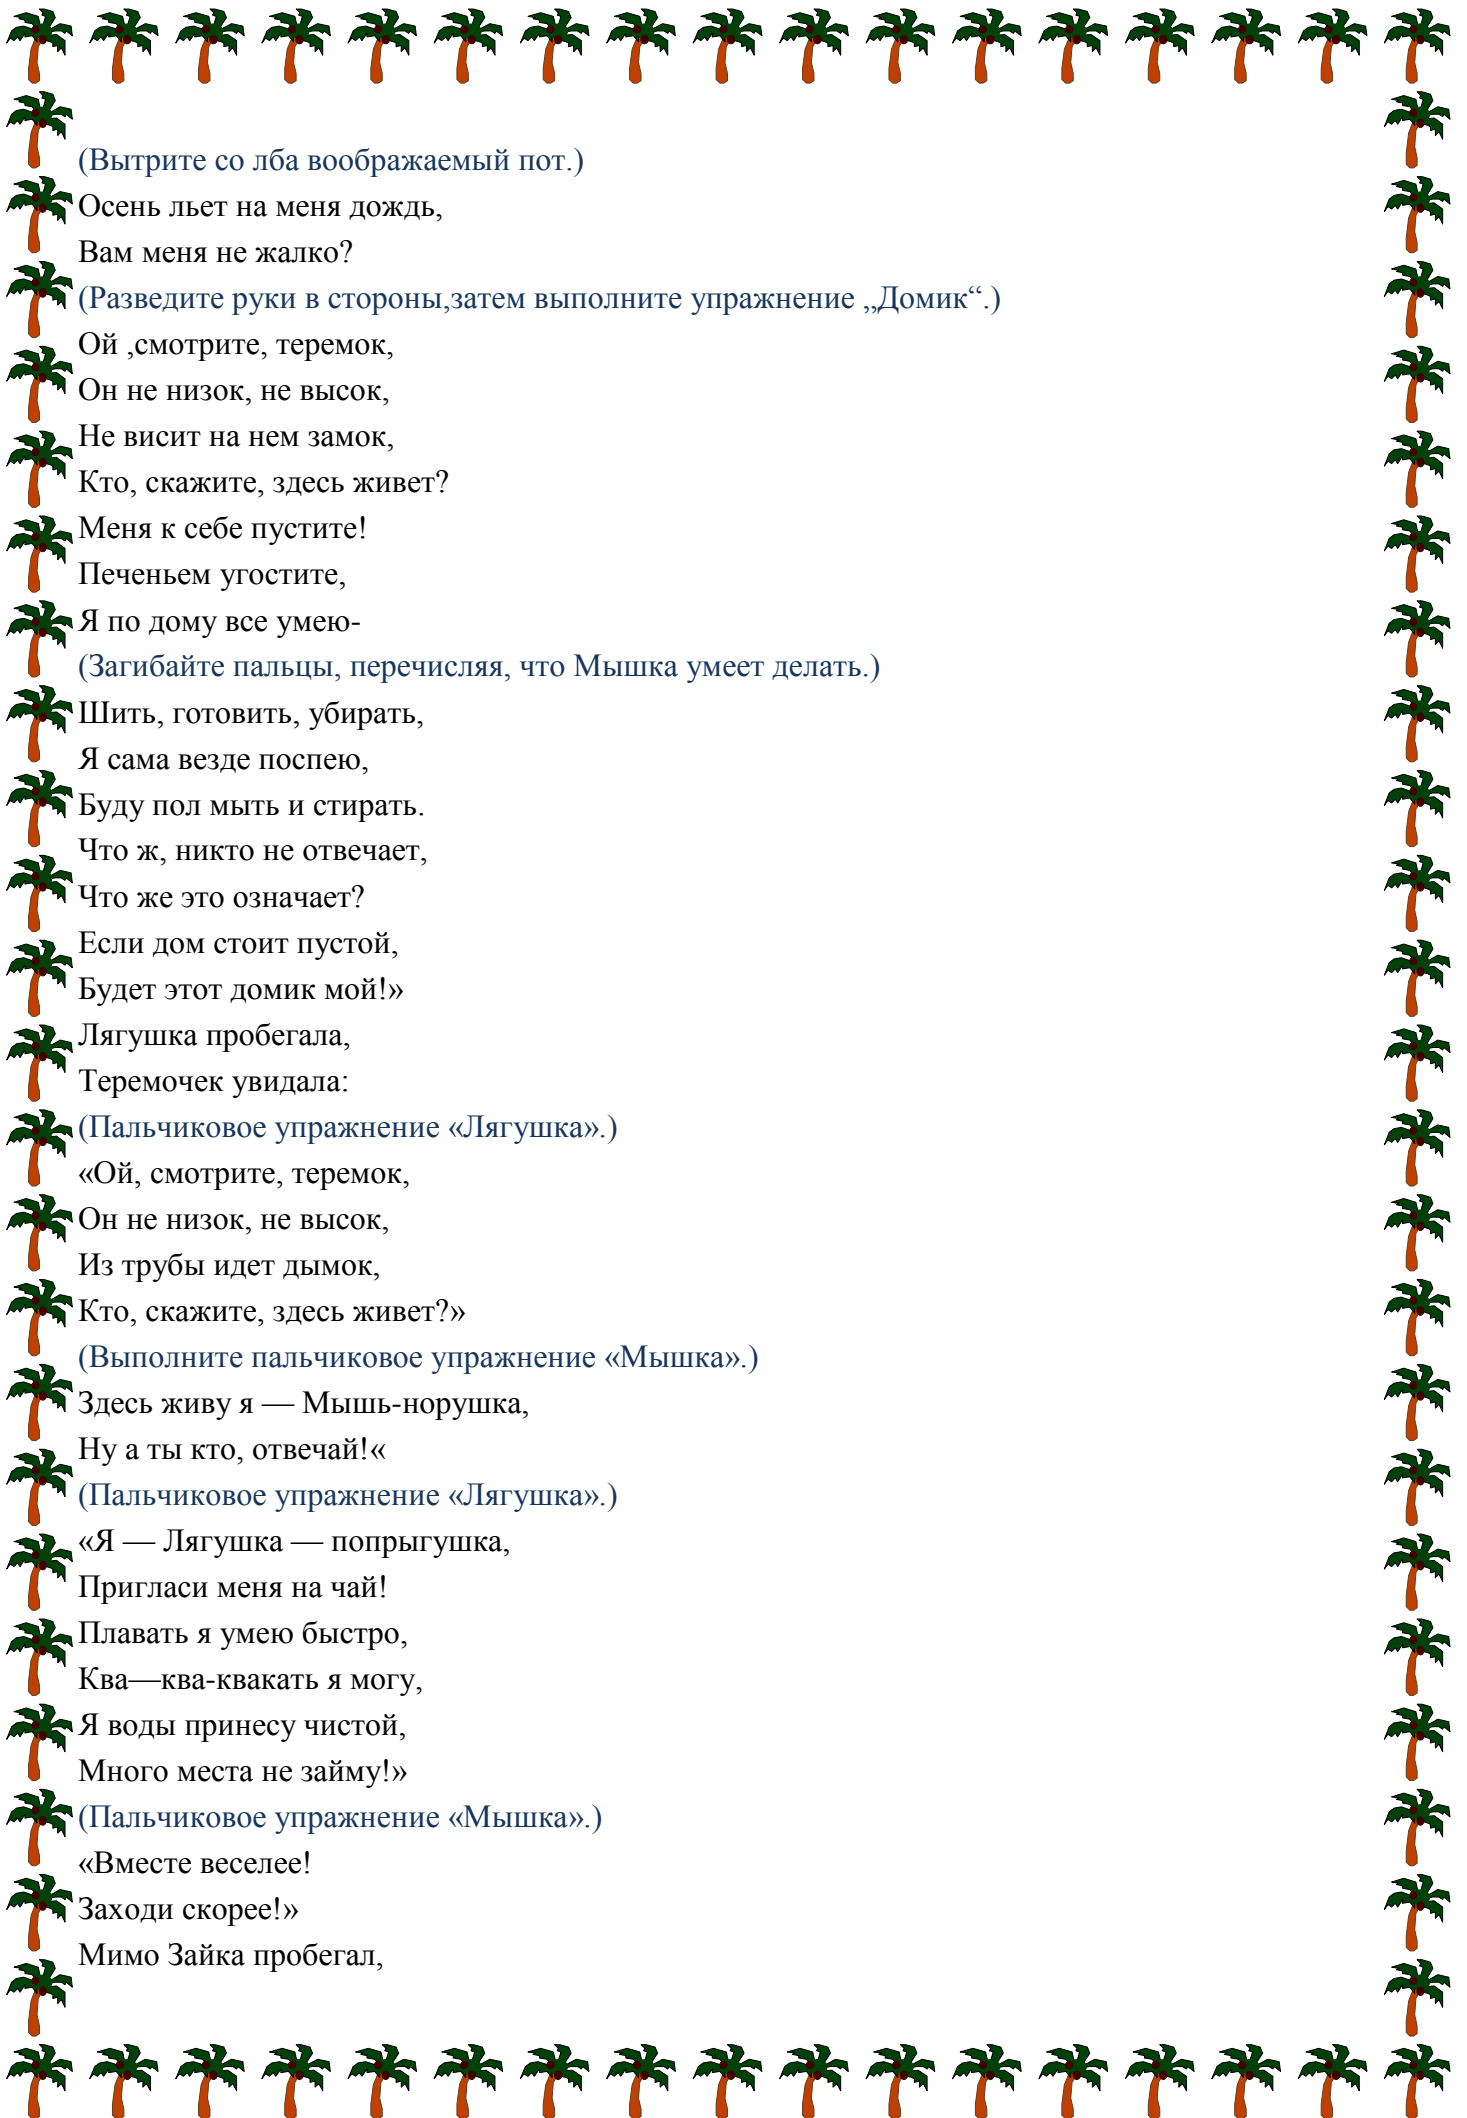 (Вытрите со лба воображаемый пот.)
Осень льет на меня дождь,
Вам меня не жалко?
(Разведите руки в стороны,затем выполните упражнение „Домик“.)
Ой ,смотрите, теремок,
Он не низок, не высок,
Не висит на нем замок,
Кто, скажите, здесь живет?
Меня к себе пустите!
Печеньем угостите,
Я по дому все умею-
(Загибайте пальцы, перечисляя, что Мышка умеет делать.)
Шить, готовить, убирать,
Я сама везде поспею,
Буду пол мыть и стирать.
Что ж, никто не отвечает,
Что же это означает?
Если дом стоит пустой,
Будет этот домик мой!»
Лягушка пробегала,
Теремочек увидала:
(Пальчиковое упражнение «Лягушка».)
«Ой, смотрите, теремок,
Он не низок, не высок,
Из трубы идет дымок,
Кто, скажите, здесь живет?»
(Выполните пальчиковое упражнение «Мышка».)
Здесь живу я — Мышь-норушка,
Ну а ты кто, отвечай!«
(Пальчиковое упражнение «Лягушка».)
«Я — Лягушка — попрыгушка,
Пригласи меня на чай!
Плавать я умею быстро,
Ква—ква-квакать я могу,
Я воды принесу чистой,
Много места не займу!»
(Пальчиковое упражнение «Мышка».)
«Вместе веселее!
Заходи скорее!»
Мимо Зайка пробегал,